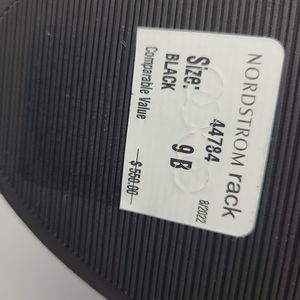 NORDSTROM rack
44784
8/2022
Size: 9 B
BLACK
Comparable Value $550.00